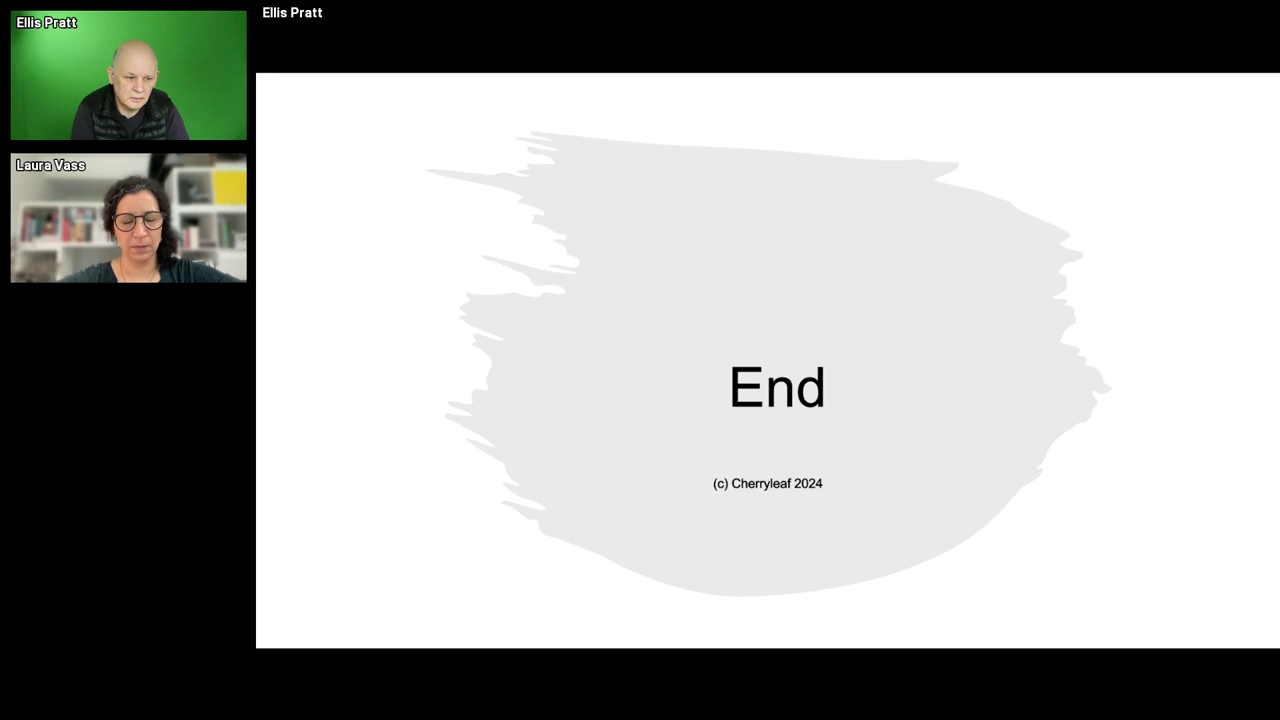 Ellis Pratt
Laura Vass
Ellis Pratt
End
(c) Cherryleaf 2024